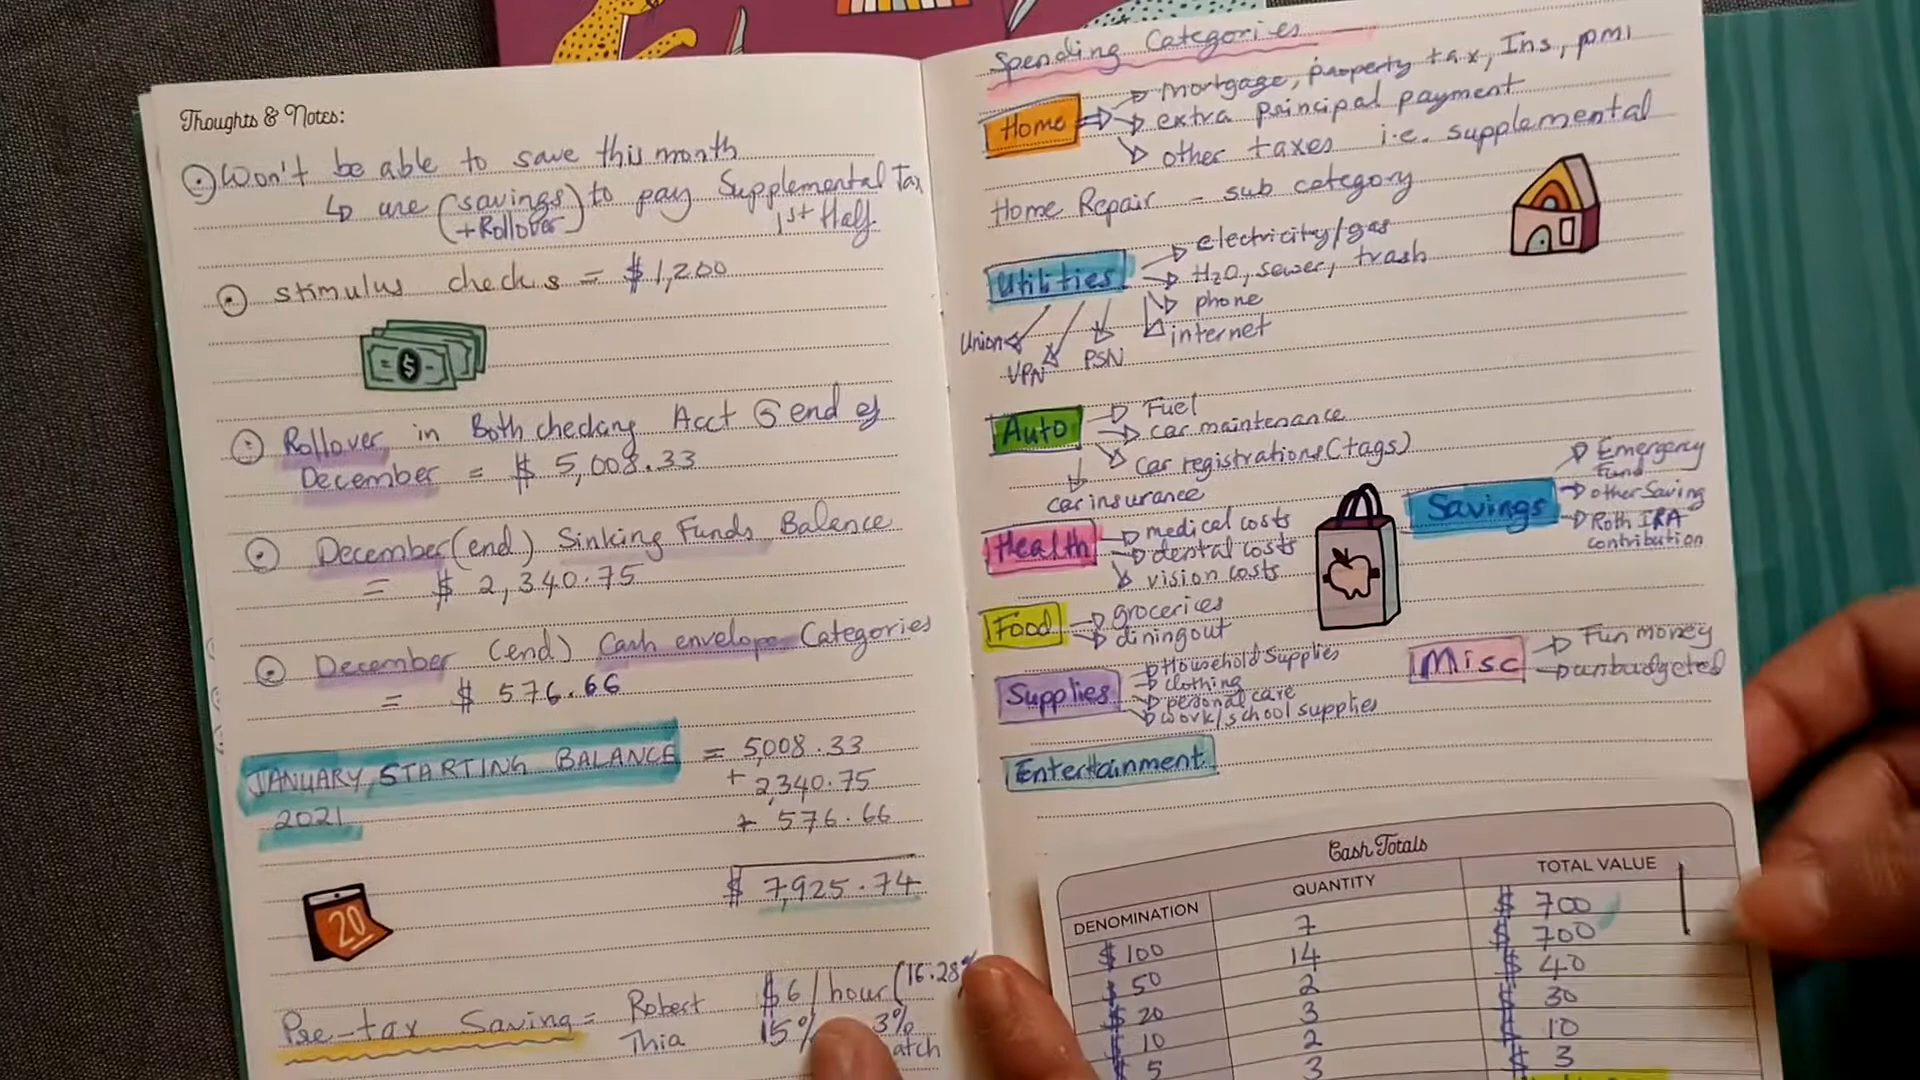 Thoughts & Notes:
Won't be able to save this month
↳ use (savings) to pay Supplemental Tax
(+Rollover) 1st Half
stimulus checks = $1,200
Rollover in Both checking Acct @ end of
December = $ 5,008.33
December (end) Sinking Funds Balance
= $ 2,340.75
December (end) Cash envelope Categories
= $ 576.66
JANUARY STARTING BALANCE = 5,008.33
2021 + 2,340.75
+ 576.66
$ 7,925.74
20
Pre-tax Saving = Robert $6/hour (16.28%
Thia 15% 3%
atch
Spending Categories
Home
mortgage, property tax, Ins, pmi
extra principal payment
other taxes i.e. supplemental
Home Repair - sub category
Utilities
electricity/gas
H2O, sewer, trash
phone
internet
Union
VPN
PSN
Auto
Fuel
car maintenance
car registrations (tags)
car insurance
Savings
Emergency
Fund
other Saving
Roth IRA
contribution
Health
medical costs
dental costs
vision costs
Food
groceries
dining out
Supplies
Household Supplies
clothing
personal care
work/school supplies
Misc
Fun money
unbudgeted
Entertainment
Cash Totals
DENOMINATION QUANTITY TOTAL VALUE
$ 100 7 $ 700
$ 50 14 $ 700
$ 20 2 $ 40
$ 10 3 $ 30
$ 5 2 $ 10
3 $ 3